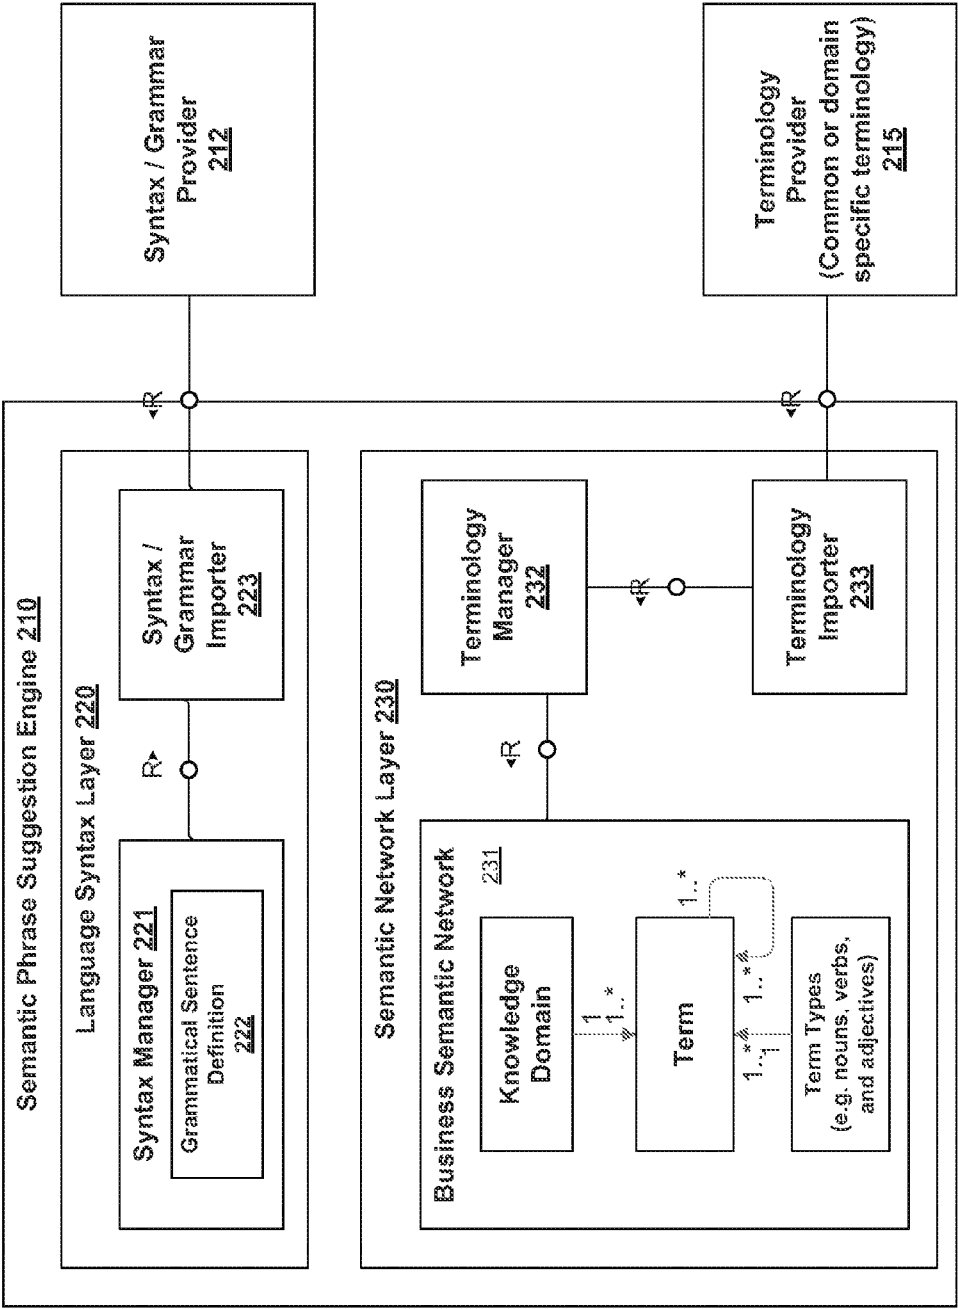 Semantic Phrase Suggestion Engine 210
Language Syntax Layer 220
Syntax Manager 221
Grammatical Sentence
Definition
222
R
Syntax /
Grammar
Importer
223
R
Syntax / Grammar
Provider
212
Semantic Network Layer 230
Business Semantic Network
231
Knowledge
Domain
1
1..*
Term
1..*
1..*
1..*
1
Term Types
(e.g. nouns, verbs,
and adjectives)
R
Terminology
Manager
232
R
Terminology
Importer
233
R
Terminology
Provider
(Common or domain
specific terminology)
215